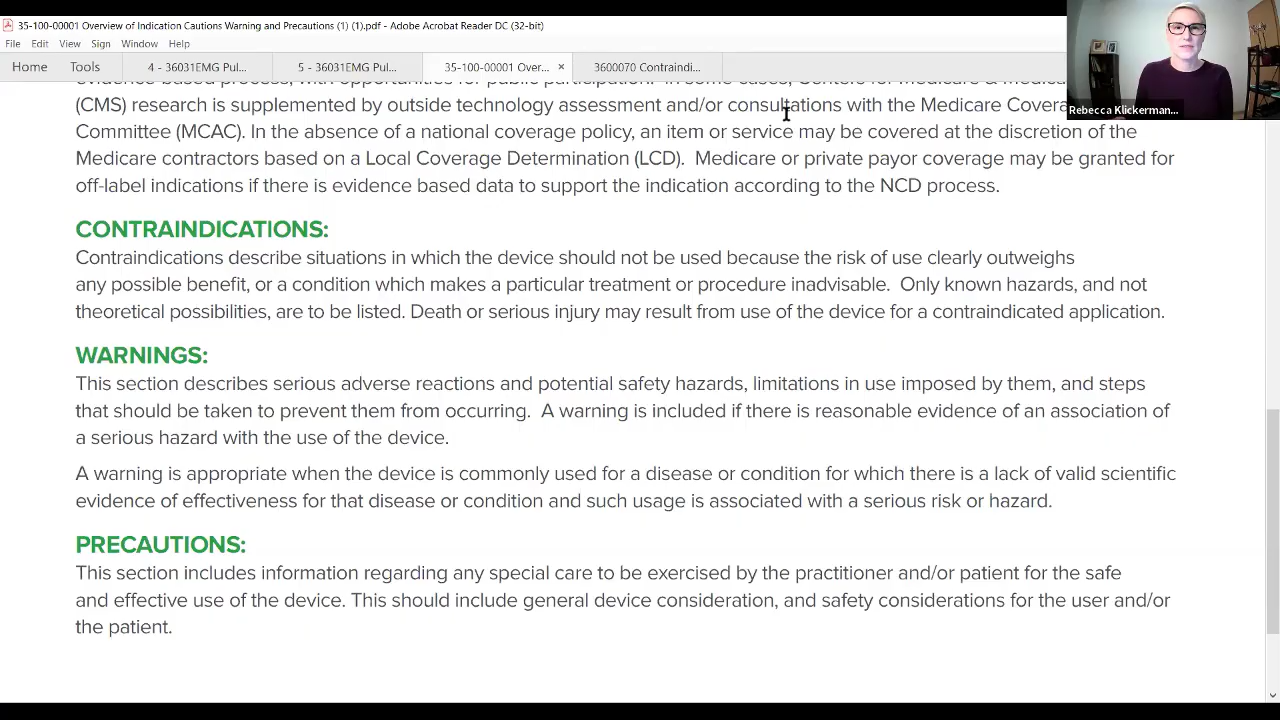 35-100-00001 Overview of Indication Cautions Warning and Precautions (1) (1).pdf - Adobe Acrobat Reader DC (32-bit)
File Edit View Sign Window Help
Home Tools 4 - 36031EMG Pul... 5 - 36031EMG Pul... 35-100-00001 Over... × 3600070 Contraindi...
Rebecca Klickerman...
(CMS) research is supplemented by outside technology assessment and/or consultations with the Medicare
Committee (MCAC). In the absence of a national coverage policy, an item or service may be covered at the discretion of the
Medicare contractors based on a Local Coverage Determination (LCD). Medicare or private payor coverage may be granted for
off-label indications if there is evidence based data to support the indication according to the NCD process.
CONTRAINDICATIONS:
Contraindications describe situations in which the device should not be used because the risk of use clearly outweighs
any possible benefit, or a condition which makes a particular treatment or procedure inadvisable. Only known hazards, and not
theoretical possibilities, are to be listed. Death or serious injury may result from use of the device for a contraindicated application.
WARNINGS:
This section describes serious adverse reactions and potential safety hazards, limitations in use imposed by them, and steps
that should be taken to prevent them from occurring. A warning is included if there is reasonable evidence of an association of
a serious hazard with the use of the device.
A warning is appropriate when the device is commonly used for a disease or condition for which there is a lack of valid scientific
evidence of effectiveness for that disease or condition and such usage is associated with a serious risk or hazard.
PRECAUTIONS:
This section includes information regarding any special care to be exercised by the practitioner and/or patient for the safe
and effective use of the device. This should include general device consideration, and safety considerations for the user and/or
the patient.